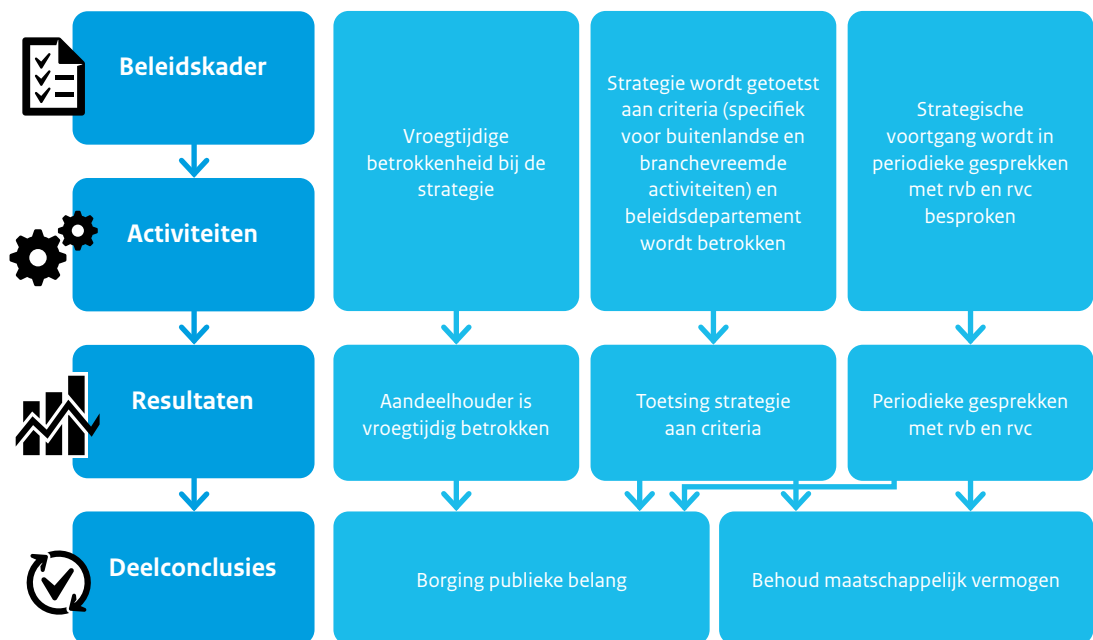 Beleidskader
Activiteiten
Vroegtijdige
betrokkenheid bij de
strategie
Strategie wordt getoetst
aan criteria (specifiek
voor buitenlandse en
branchevreemde
activiteiten) en
beleidsdepartement
wordt betrokken
Strategische
voortgang wordt in
periodieke gesprekken
met rvb en rvc
besproken
Resultaten
Aandeelhouder is
vroegtijdig betrokken
Toetsing strategie
aan criteria
Periodieke gesprekken
met rvb en rvc
Deelconclusies
Borging publieke belang
Behoud maatschappelijk vermogen